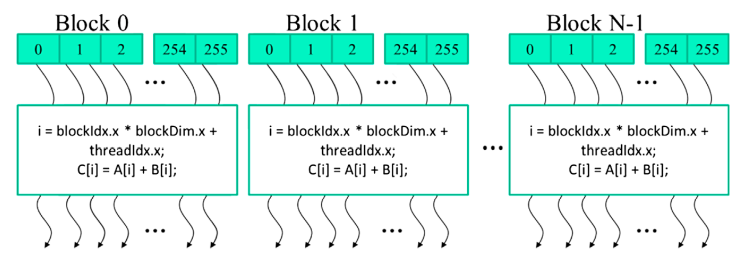 Block 0
Block 1
Block N-1
0 1 2 254 255
0 1 2 254 255
0 1 2 254 255
...
...
...
i = blockIdx.x * blockDim.x +
threadIdx.x;
C[i] = A[i] + B[i];
i = blockIdx.x * blockDim.x +
threadIdx.x;
C[i] = A[i] + B[i];
...
i = blockIdx.x * blockDim.x +
threadIdx.x;
C[i] = A[i] + B[i];
...
...
...